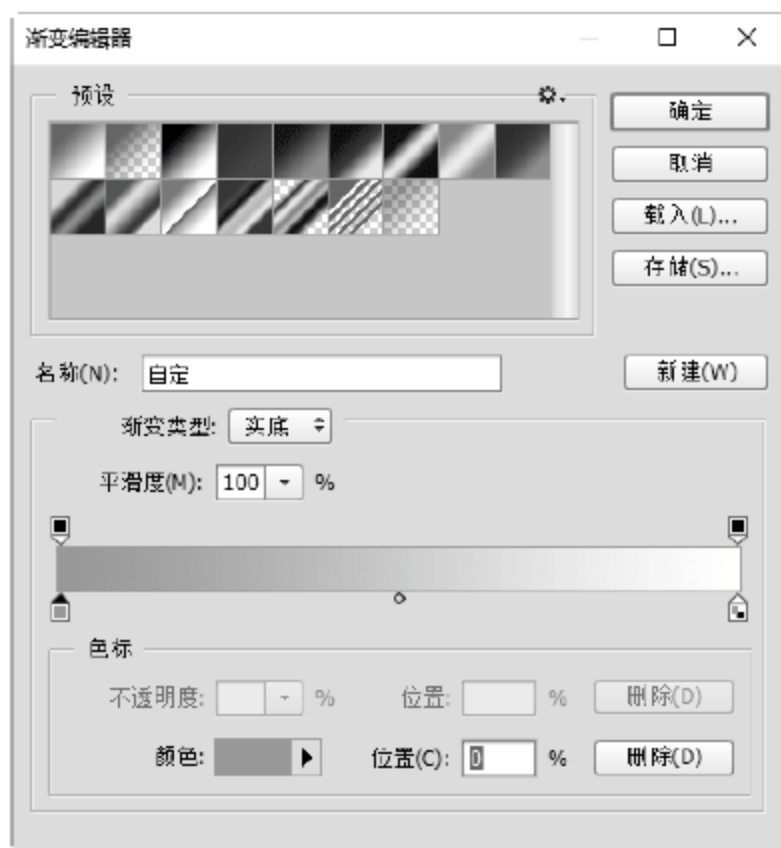 渐变编辑器
预设
确定
取消
载入(L)...
存储(S)...
名称(N): 自定 新建(W)
渐变类型: 实底
平滑度(M): 100 %
色标
不透明度: % 位置: % 删除(D)
颜色: 位置(C): 0 % 删除(D)